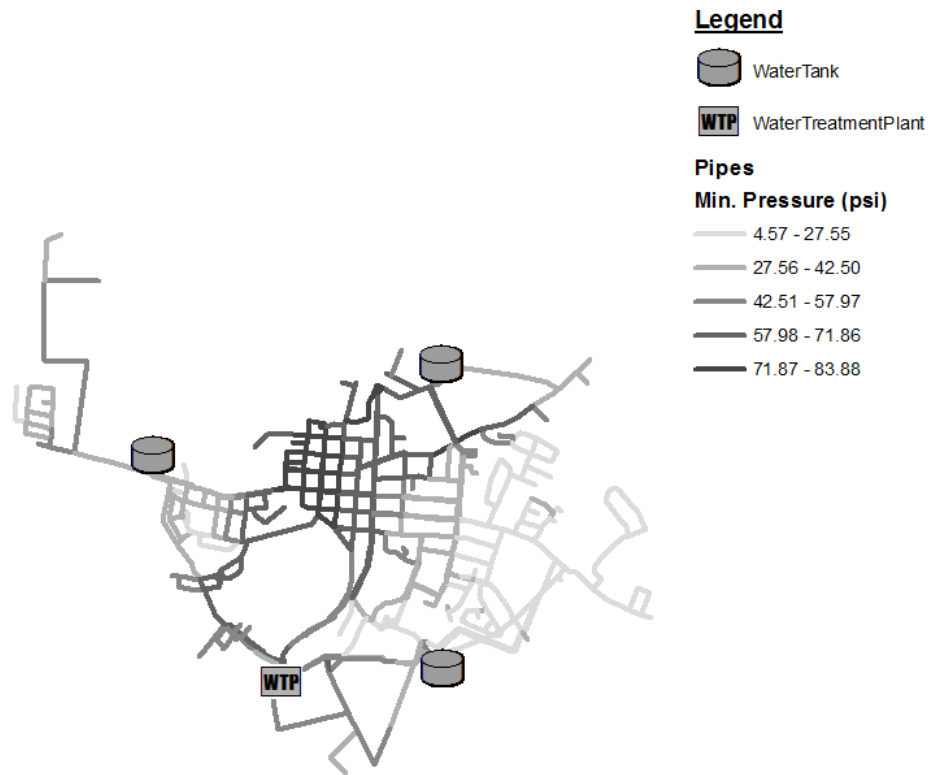 Legend
WaterTank
WTP WaterTreatmentPlant
Pipes
Min. Pressure (psi)
4.57 - 27.55
27.56 - 42.50
42.51 - 57.97
57.98 - 71.86
71.87 - 83.88
WTP